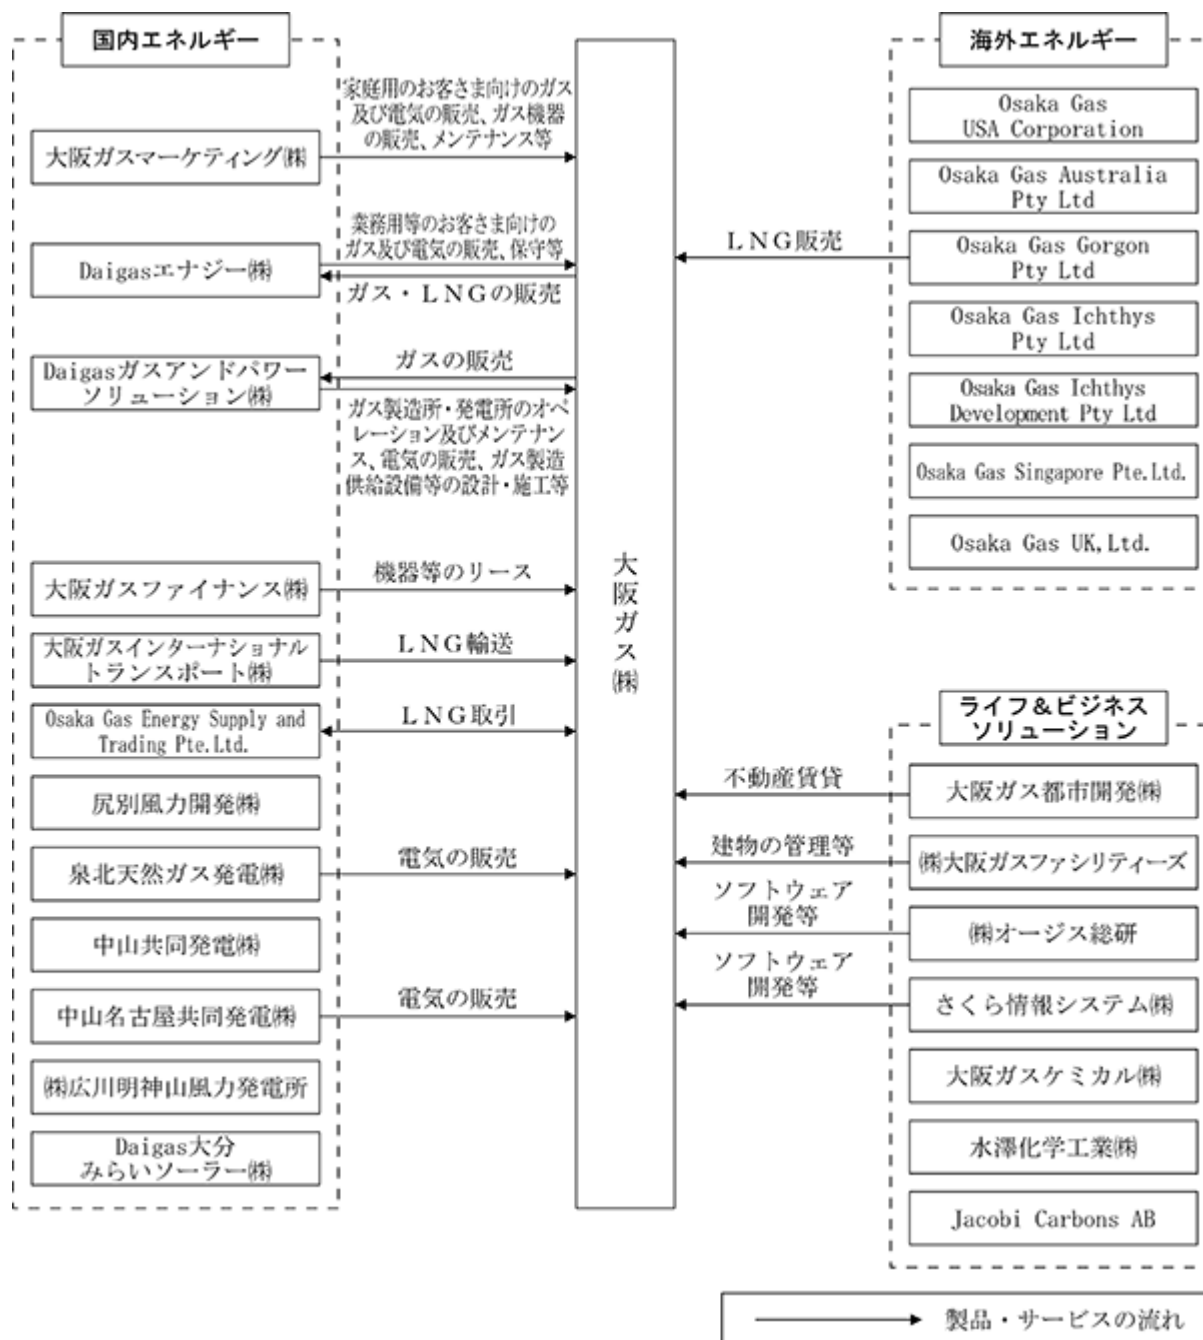 国内エネルギー
家庭用のお客さま向けのガス
及び電気の販売、ガス機器
の販売、メンテナンス等
大阪ガスマーケティング㈱
業務用等のお客さま向けの
ガス及び電気の販売、保守等
Daigasエナジー㈱
ガス・LNGの販売
ガスの販売
Daigasガスアンドパワー
ソリューション㈱
ガス製造所・発電所のオペ
レーション及びメンテナン
ス、電気の販売、ガス製造
供給設備等の設計・施工等
大阪ガスファイナンス㈱
機器等のリース
大阪ガスインターナショナル
トランスポート㈱
LNG輸送
Osaka Gas Energy Supply and
Trading Pte.Ltd.
LNG取引
尻別風力開発㈱
泉北天然ガス発電㈱
電気の販売
中山共同発電㈱
中山名古屋共同発電㈱
電気の販売
㈱広川明神山風力発電所
Daigas大分
みらいソーラー㈱
大阪ガス㈱
海外エネルギー
Osaka Gas
USA Corporation
Osaka Gas Australia
Pty Ltd
LNG販売
Osaka Gas Gorgon
Pty Ltd
Osaka Gas Ichthys
Pty Ltd
Osaka Gas Ichthys
Development Pty Ltd
Osaka Gas Singapore Pte.Ltd.
Osaka Gas UK,Ltd.
ライフ&ビジネス
ソリューション
不動産賃貸
大阪ガス都市開発㈱
建物の管理等
㈱大阪ガスファシリティーズ
ソフトウェア
開発等
㈱オージス総研
ソフトウェア
開発等
さくら情報システム㈱
大阪ガスケミカル㈱
水澤化学工業㈱
Jacobi Carbons AB
製品・サービスの流れ